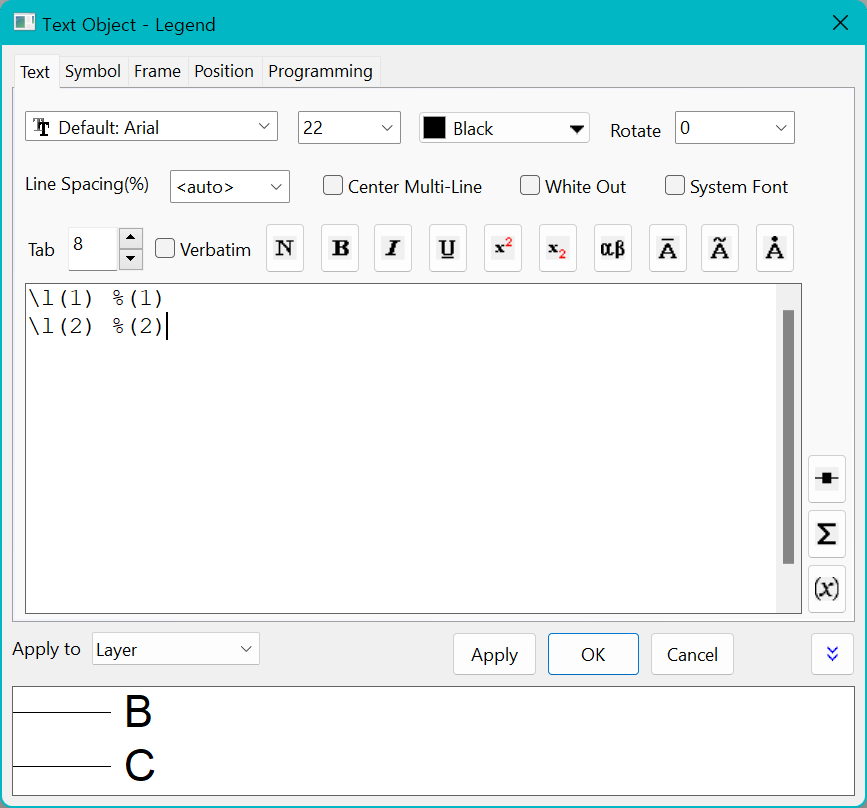 Text Object - Legend
Text Symbol Frame Position Programming
Default: Arial 22 Black Rotate 0
Line Spacing(%) <auto> Center Multi-Line White Out System Font
Tab 8 Verbatim N B I U x² x₂ αβ Ā Ã Å
\l(1) %(1)
\l(2) %(2)
Σ
(x)
Apply to Layer Apply OK Cancel
B
C